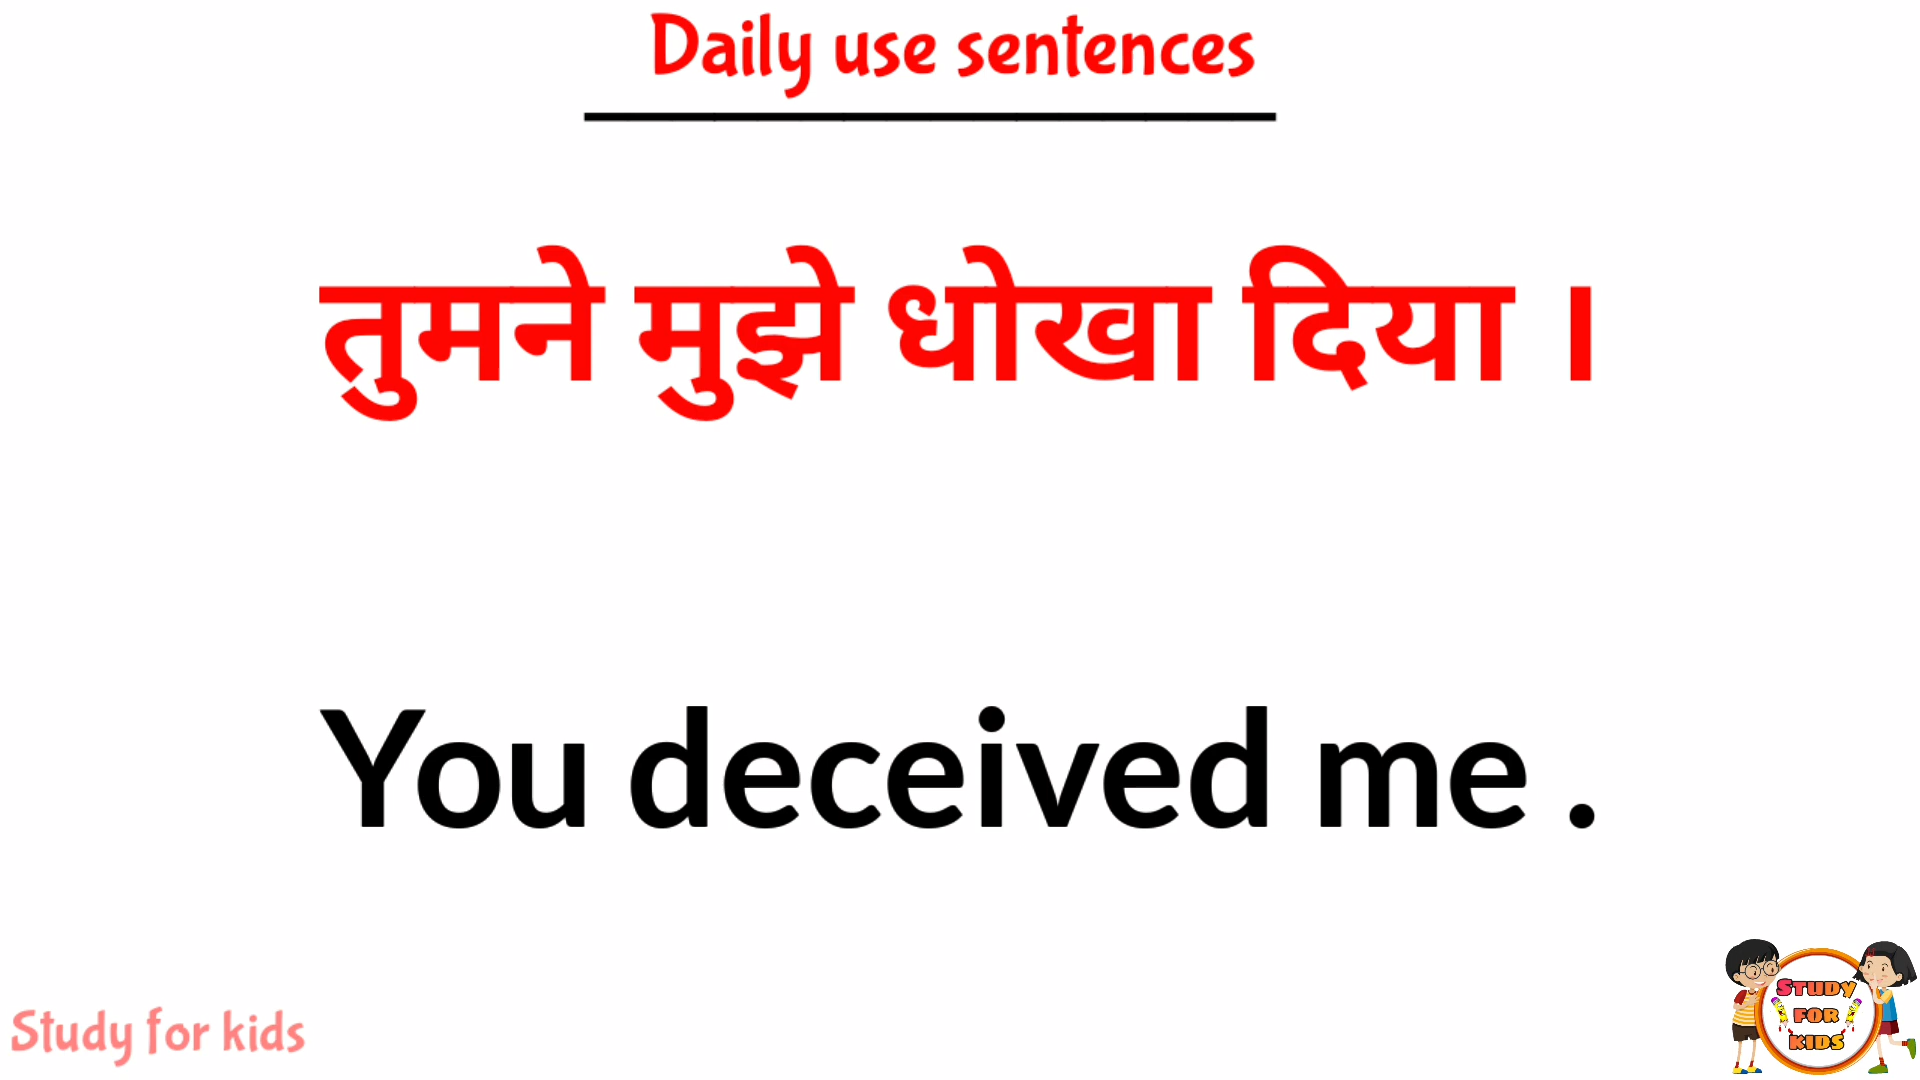 Daily use sentences
तुमने मुझे धोखा दिया ।
You deceived me .
Study for kids
STUDY
FOR
KIDS